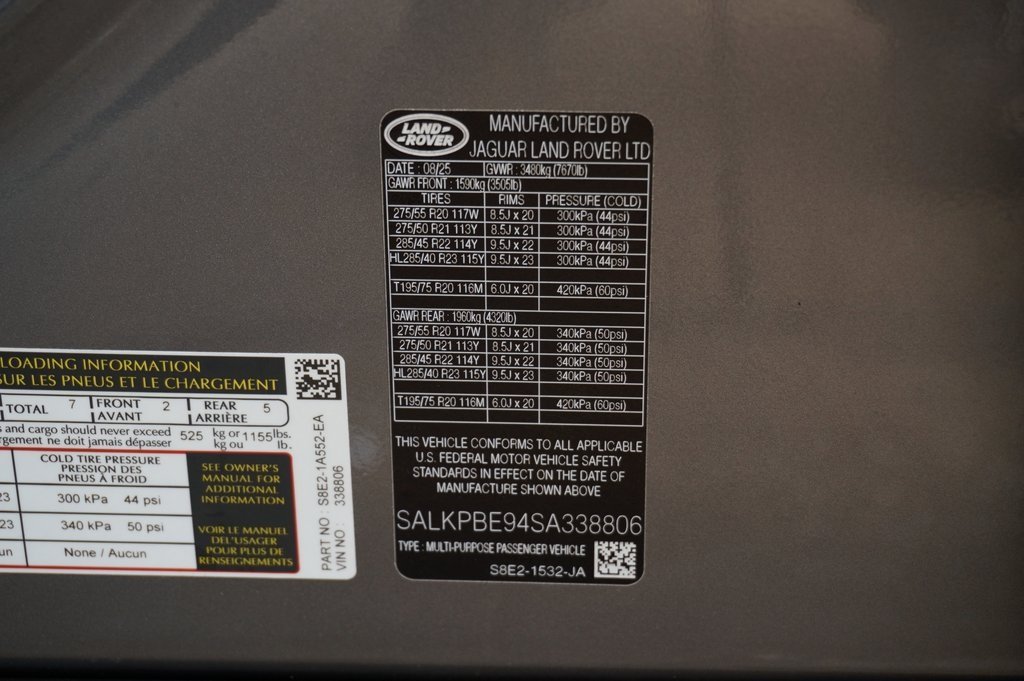 LAND-
-ROVER
MANUFACTURED BY
JAGUAR LAND ROVER LTD
DATE : 08/25 GVWR : 3480kg (7670lb)
GAWR FRONT : 1590kg (3505lb)
TIRES RIMS PRESSURE (COLD)
275/55 R20 117W 8.5J x 20 300kPa (44psi)
275/50 R21 113Y 8.5J x 21 300kPa (44psi)
285/45 R22 114Y 9.5J x 22 300kPa (44psi)
HL285/40 R23 115Y 9.5J x 23 300kPa (44psi)
T195/75 R20 116M 6.0J x 20 420kPa (60psi)
GAWR REAR : 1960kg (4320lb)
275/55 R20 117W 8.5J x 20 340kPa (50psi)
275/50 R21 113Y 8.5J x 21 340kPa (50psi)
285/45 R22 114Y 9.5J x 22 340kPa (50psi)
HL285/40 R23 115Y 9.5J x 23 340kPa (50psi)
T195/75 R20 116M 6.0J x 20 420kPa (60psi)
THIS VEHICLE CONFORMS TO ALL APPLICABLE
U.S. FEDERAL MOTOR VEHICLE SAFETY
STANDARDS IN EFFECT ON THE DATE OF
MANUFACTURE SHOWN ABOVE
SALKPBE94SA338806
TYPE : MULTI-PURPOSE PASSENGER VEHICLE
S8E2-1532-JA
LOADING INFORMATION
SUR LES PNEUS ET LE CHARGEMENT
TOTAL 7 FRONT 2 REAR 5
AVANT ARRIÈRE
and cargo should never exceed 525 kg or 1155 lbs.
ne doit jamais dépasser kg ou lb.
COLD TIRE PRESSURE
PRESSION DES
PNEUS À FROID
23 300 kPa 44 psi
23 340 kPa 50 psi
None / Aucun
SEE OWNER'S
MANUAL FOR
ADDITIONAL
INFORMATION
VOIR LE MANUEL
DE L'USAGER
POUR PLUS DE
RENSEIGNEMENTS
PART NO : S8E2-1A552-EA
VIN NO : 338806